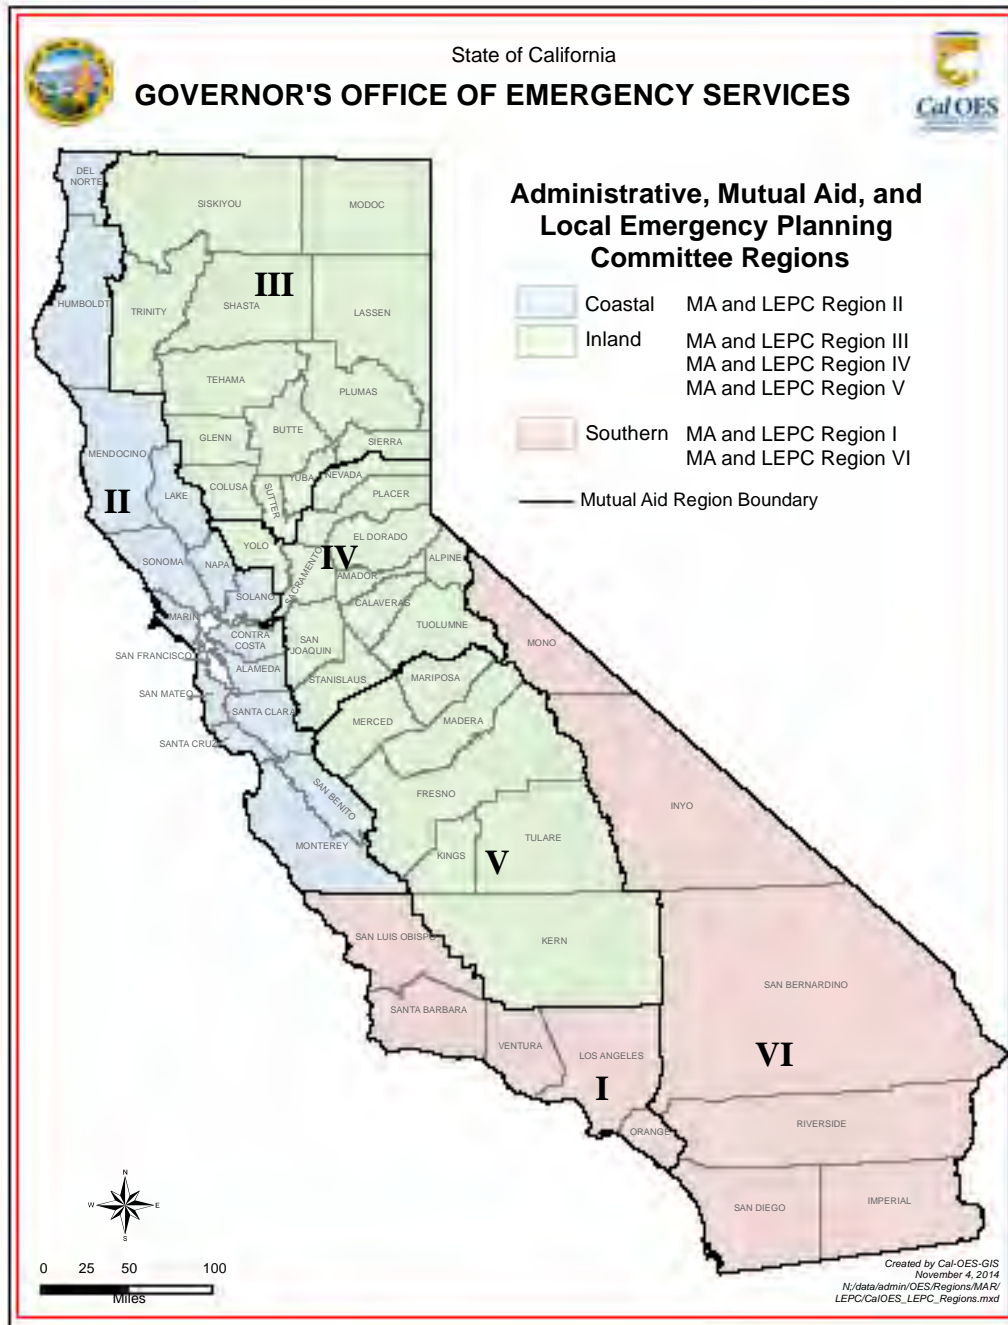 State of California
GOVERNOR'S OFFICE OF EMERGENCY SERVICES
Cal OES
Administrative, Mutual Aid, and
Local Emergency Planning
Committee Regions
Coastal MA and LEPC Region II
Inland MA and LEPC Region III
MA and LEPC Region IV
MA and LEPC Region V
Southern MA and LEPC Region I
MA and LEPC Region VI
Mutual Aid Region Boundary
DEL
NORTE
SISKIYOU
MODOC
HUMBOLDT
TRINITY
SHASTA
III
LASSEN
TEHAMA
PLUMAS
BUTTE
GLENN
SIERRA
MENDOCINO
LAKE
COLUSA
SUTTER
YUBA
NEVADA
PLACER
II
YOLO
EL DORADO
IV
ALPINE
SONOMA
NAPA
SACRAMENTO
AMADOR
SOLANO
CALAVERAS
MARIN
TUOLUMNE
CONTRA
COSTA
SAN
JOAQUIN
MONO
SAN FRANCISCO
ALAMEDA
STANISLAUS
MARIPOSA
SAN MATEO
SANTA CLARA
MERCED
MADERA
SANTA CRUZ
SAN BENITO
FRESNO
INYO
MONTEREY
TULARE
KINGS
V
SAN LUIS OBISPO
KERN
SAN BERNARDINO
SANTA BARBARA
VENTURA
LOS ANGELES
VI
I
ORANGE
RIVERSIDE
SAN DIEGO
IMPERIAL
N
W E
S
0 25 50 100
Miles
Created by Cal-OES-GIS
November 4, 2014
N:/data/admin/OES/Regions/MAR/
LEPC/CalOES_LEPC_Regions.mxd